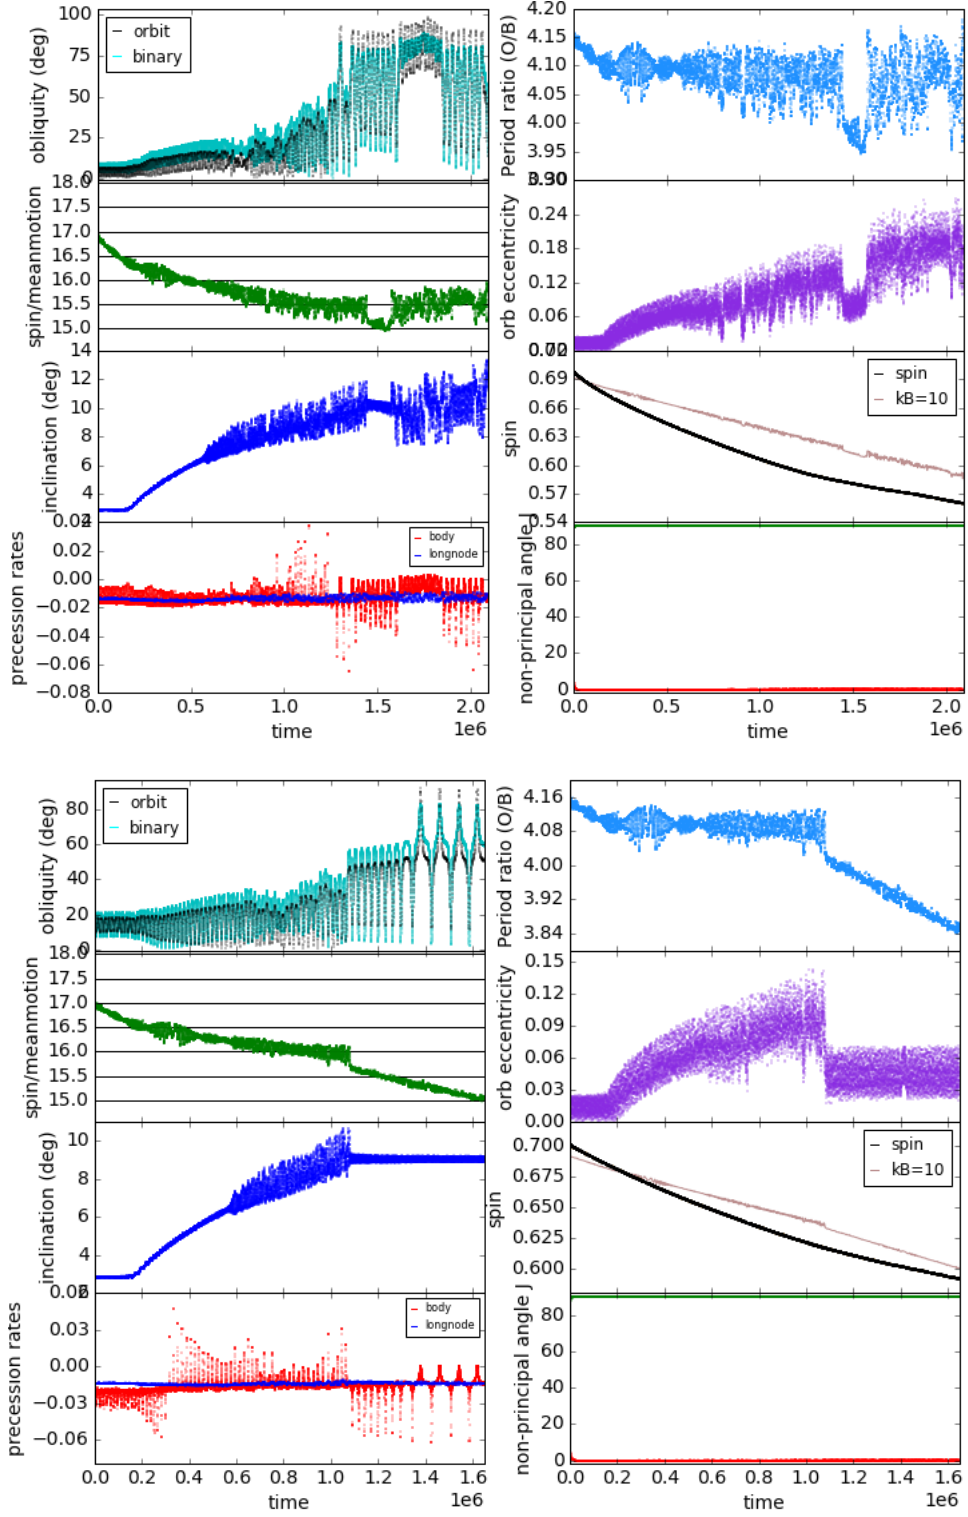 obliquity (deg)
100
75
50
25
0
orbit
binary
Period ratio (O/B)
4.20
4.15
4.10
4.05
4.00
3.95
3.90
spin/meanmotion
18.0
17.5
17.0
16.5
16.0
15.5
15.0
orb eccentricity
0.30
0.24
0.18
0.12
0.06
0.00
inclination (deg)
14
12
10
8
6
4
2
spin
0.72
0.69
0.66
0.63
0.60
0.57
0.54
spin
kB=10
precession rates
0.04
0.02
0.00
−0.02
−0.04
−0.06
−0.08
body
longnode
non-principal angle J
80
60
40
20
0
0.0 0.5 1.0 1.5 2.0
time
1e6
0.0 0.5 1.0 1.5 2.0
time
1e6
obliquity (deg)
80
60
40
20
0
orbit
binary
Period ratio (O/B)
4.16
4.08
4.00
3.92
3.84
spin/meanmotion
18.0
17.5
17.0
16.5
16.0
15.5
15.0
orb eccentricity
0.15
0.12
0.09
0.06
0.03
0.00
inclination (deg)
10
8
6
4
2
spin
0.700
0.675
0.650
0.625
0.600
spin
kB=10
precession rates
0.06
0.03
0.00
−0.03
−0.06
body
longnode
non-principal angle J
80
60
40
20
0
0.0 0.2 0.4 0.6 0.8 1.0 1.2 1.4 1.6
time
1e6
0.0 0.2 0.4 0.6 0.8 1.0 1.2 1.4 1.6
time
1e6